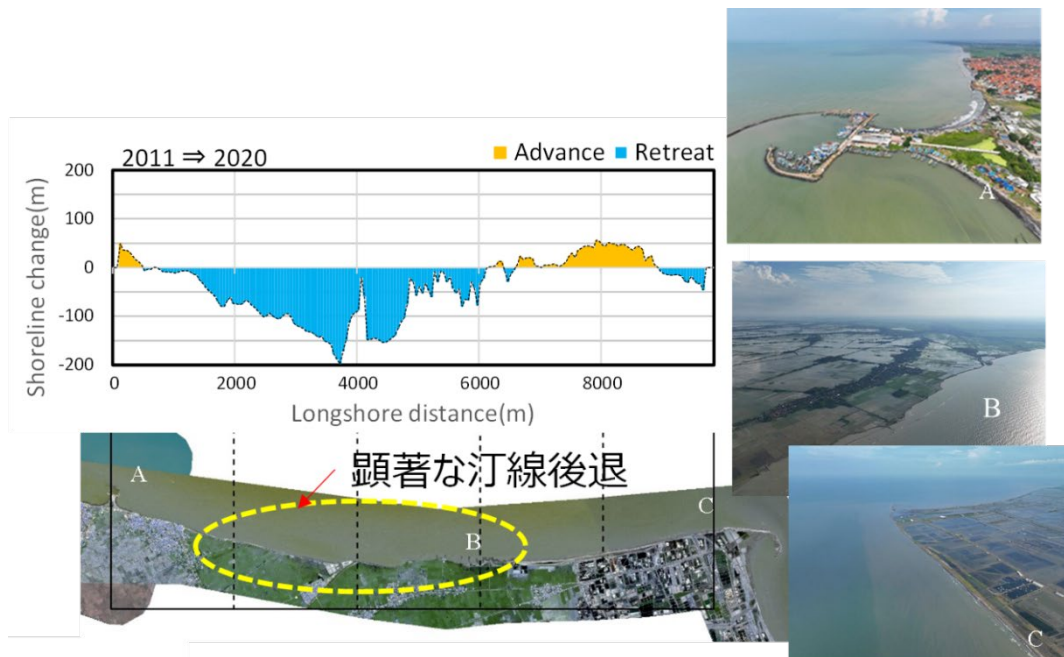 2011 ⇒ 2020
Advance Retreat
Shoreline change(m)
200
100
0
-100
-200
0 2000 4000 6000 8000
Longshore distance(m)
顕著な汀線後退
A
B
C
A
B
C